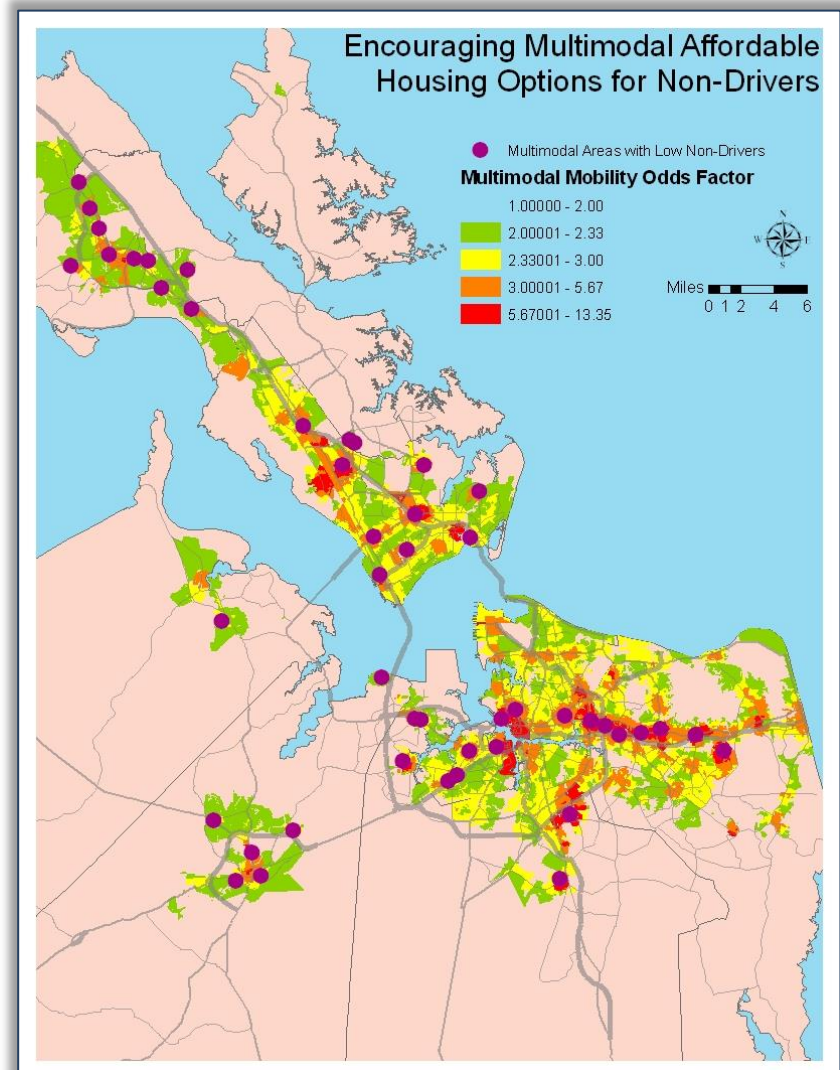 Encouraging Multimodal Affordable
Housing Options for Non-Drivers
Multimodal Areas with Low Non-Drivers
Multimodal Mobility Odds Factor
1.00000 - 2.00
2.00001 - 2.33
2.33001 - 3.00
3.00001 - 5.67
5.67001 - 13.35
N
W
E
S
Miles
0 1 2 4 6